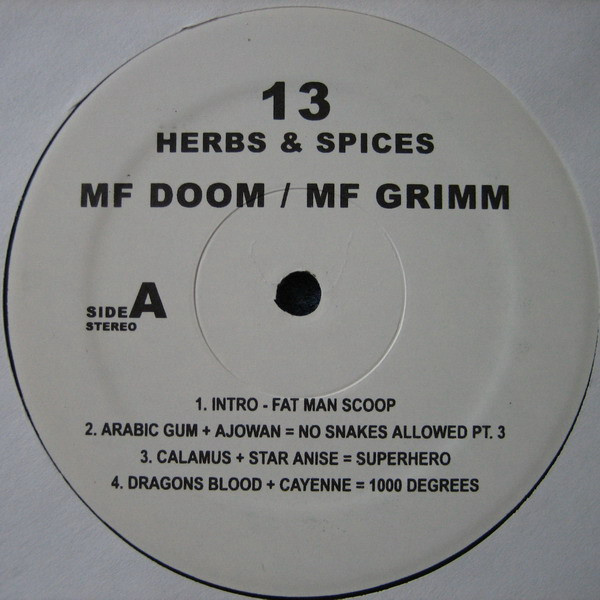 13
HERBS & SPICES
MF DOOM / MF GRIMM
SIDE A
STEREO
1. INTRO - FAT MAN SCOOP
2. ARABIC GUM + AJOWAN = NO SNAKES ALLOWED PT. 3
3. CALAMUS + STAR ANISE = SUPERHERO
4. DRAGONS BLOOD + CAYENNE = 1000 DEGREES